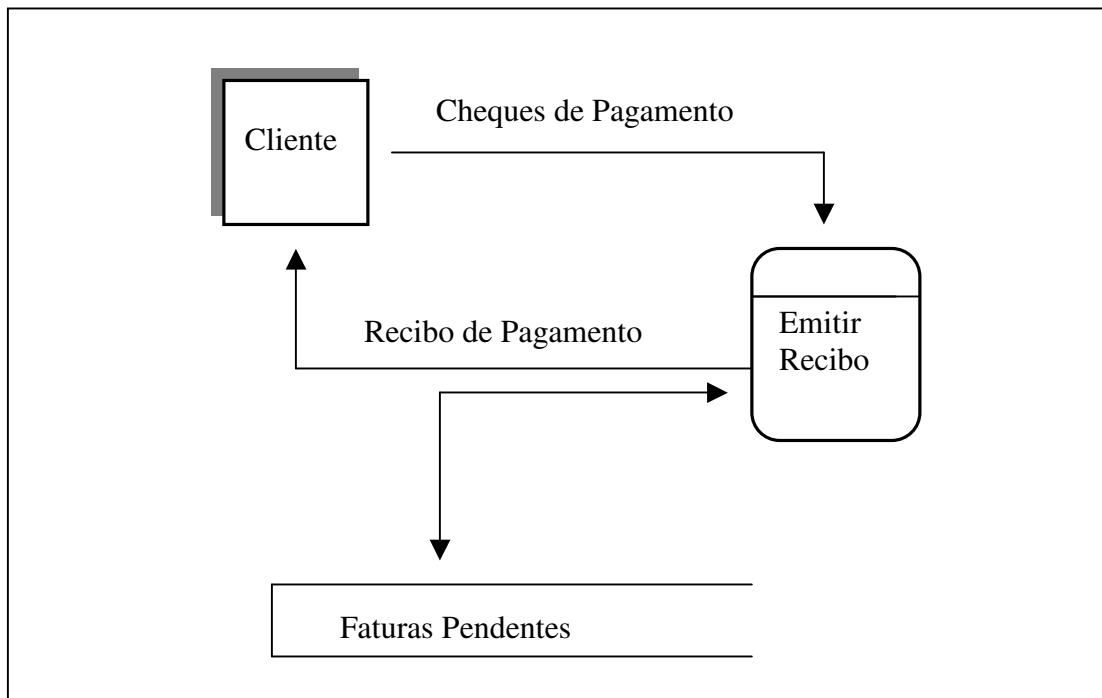 Cheques de Pagamento
Cliente
Recibo de Pagamento
Emitir
Recibo
Faturas Pendentes